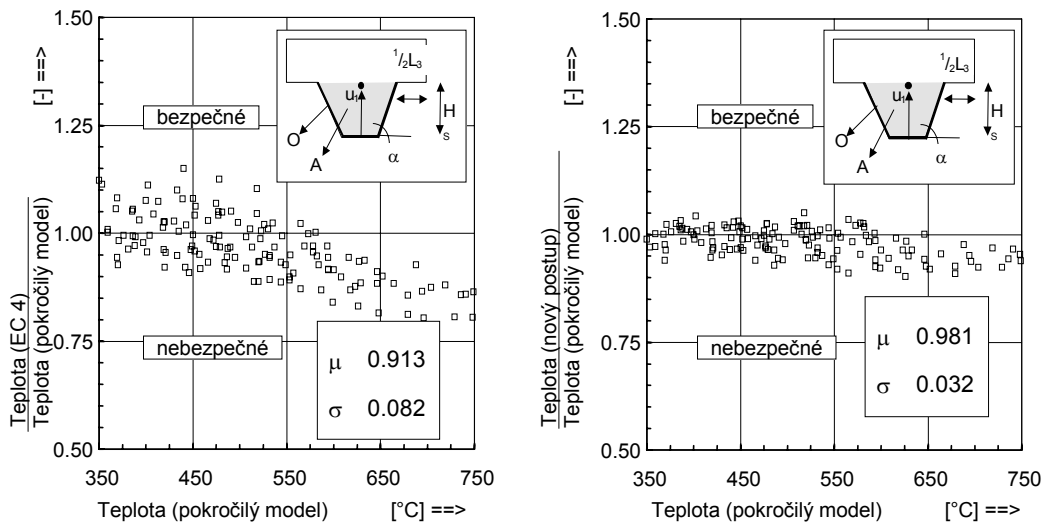 1.50
1.25
1.00
0.75
0.50
[-] ==>
Teplota (EC 4)
Teplota (pokročilý model)
bezpečné
nebezpečné
1/2L3
u1
H
s
O
A
α
μ 0.913
σ 0.082
350 450 550 650 750
Teplota (pokročilý model) [°C] ==>
1.50
1.25
1.00
0.75
0.50
[-] ==>
Teplota (nový postup)
Teplota (pokročilý model)
bezpečné
nebezpečné
1/2L3
u1
H
s
O
A
α
μ 0.981
σ 0.032
350 450 550 650 750
Teplota (pokročilý model) [°C] ==>